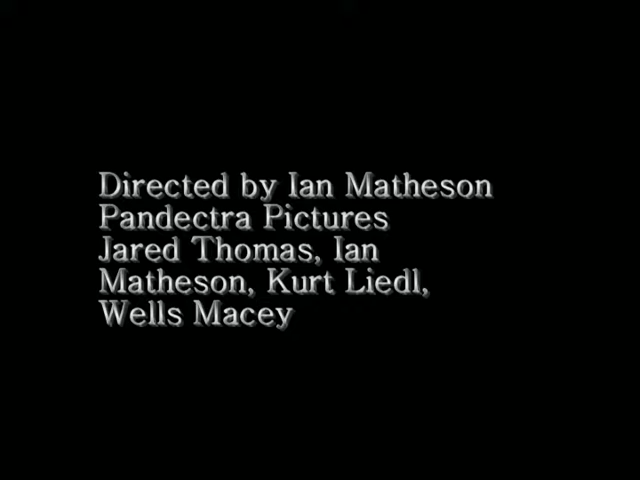 Directed by Ian Matheson
Pandectra Pictures
Jared Thomas, Ian
Matheson, Kurt Liedl,
Wells Macey